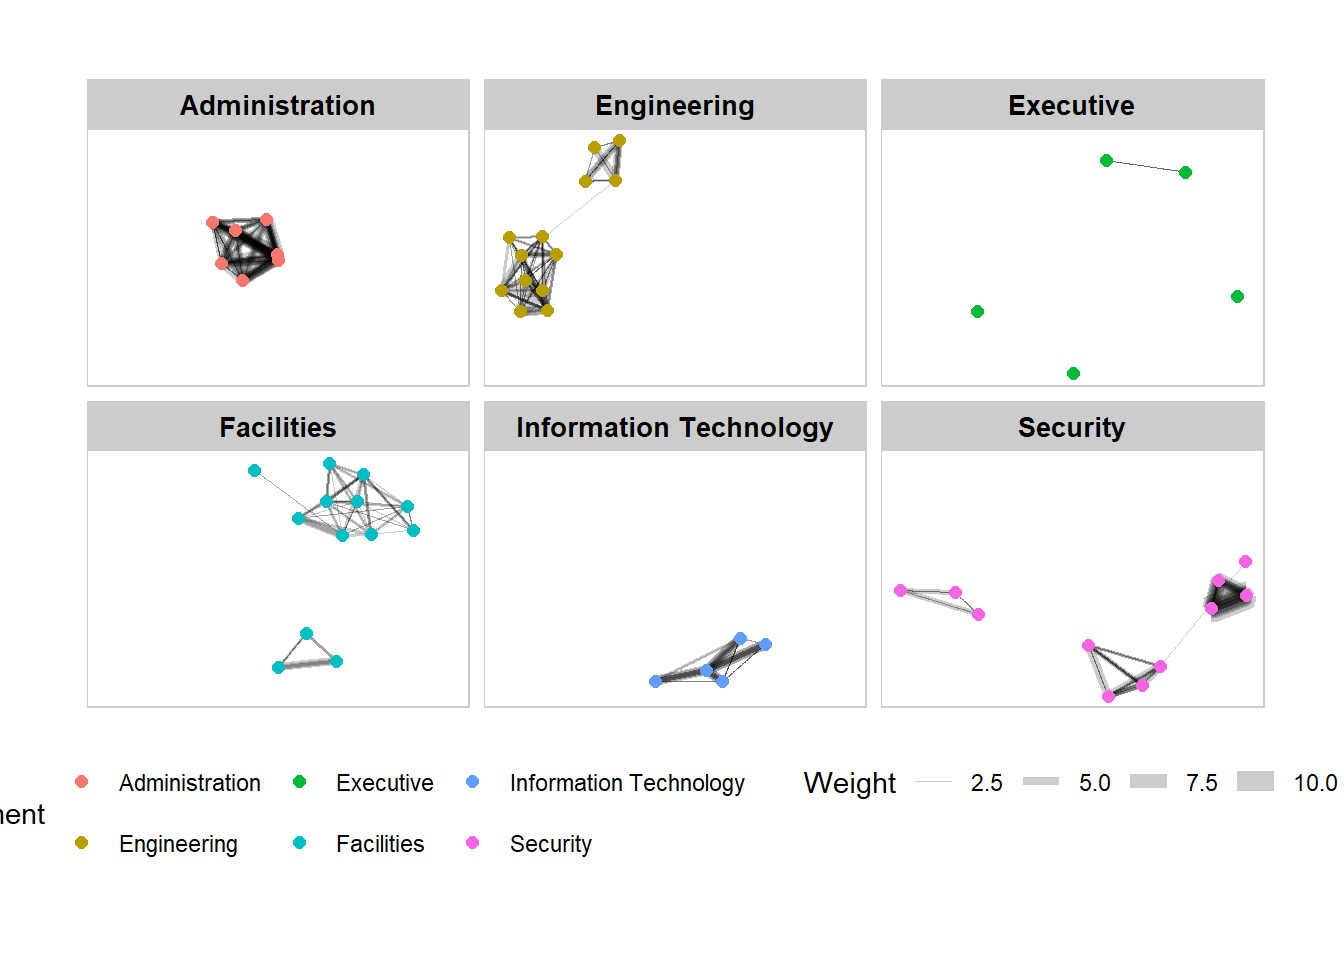 Administration Engineering Executive
Facilities Information Technology Security
Administration Executive Information Technology Weight 2.5 5.0 7.5 10.0
Engineering Facilities Security